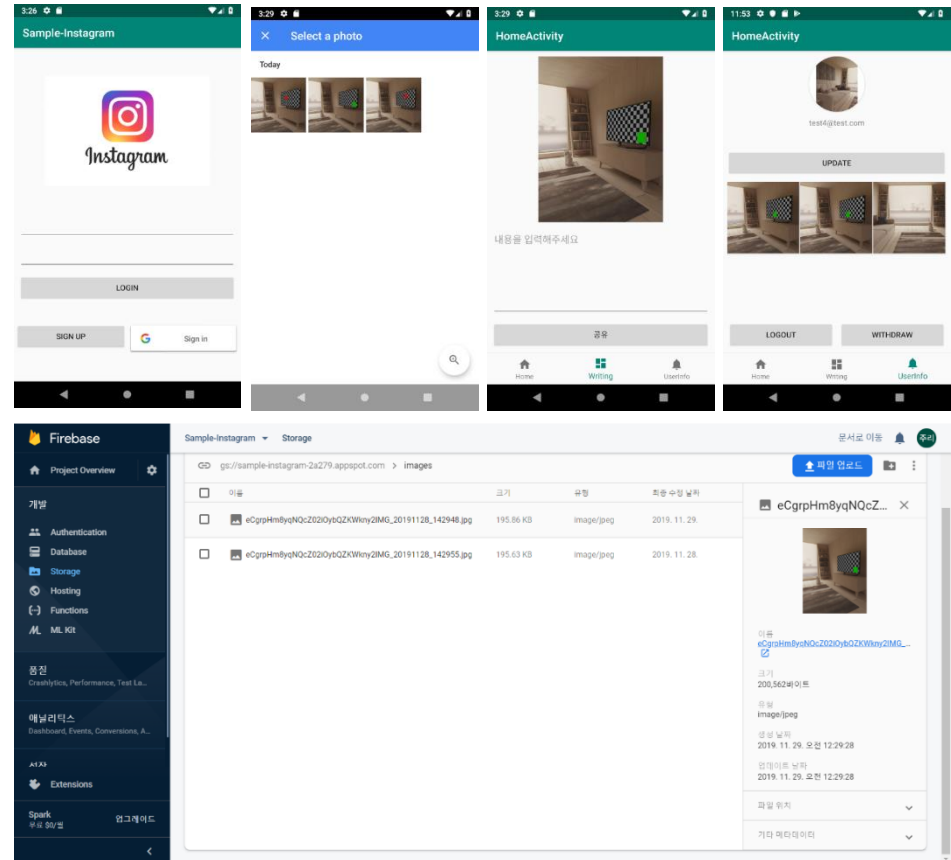 3:26
Sample-Instagram
Instagram
LOGIN
SIGN UP
G Sign in
3:29
× Select a photo
Today
3:29
HomeActivity
내용을 입력해주세요
공유
Home Writing UserInfo
11:53
HomeActivity
test4@test.com
UPDATE
LOGOUT WITHDRAW
Home Writing UserInfo
Firebase
Project Overview
개발
Authentication
Database
Storage
Hosting
Functions
ML Kit
품질
Crashlytics, Performance, Test La...
애널리틱스
Dashboard, Events, Conversions, A...
Extensions
Spark
무료 $0/월
업그레이드
Sample-Instagram Storage
문서로 이동
주리
gs://sample-instagram-2a279.appspot.com > images
파일 업로드
이름 크기 유형 최종 수정 날짜
eCgrpHm8yqNQcZ02iOybQZKWkny2IMG_20191128_142948.jpg 195.86 KB image/jpeg 2019. 11. 29.
eCgrpHm8yqNQcZ02iOybQZKWkny2IMG_20191128_142955.jpg 195.63 KB image/jpeg 2019. 11. 28.
eCgrpHm8yqNQcZ...
이름
eCgrpHm8yqNQcZ02iOybQZKWkny2IMG_...
크기
200,562바이트
유형
image/jpeg
생성 날짜
2019. 11. 29. 오전 12:29:28
업데이트 날짜
2019. 11. 29. 오전 12:29:28
파일 위치
기타 메타데이터